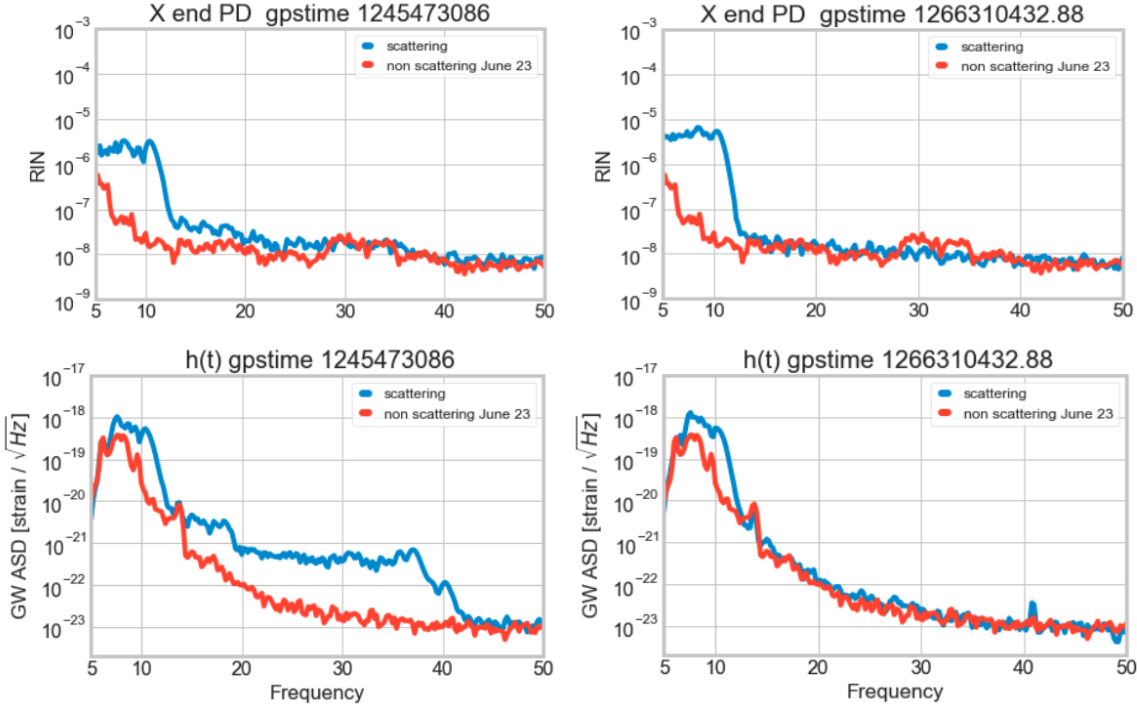 X end PD gpstime 1245473086
10−3
10−4
10−5
10−6
10−7
10−8
10−9
RIN
scattering
non scattering June 23
5 10 20 30 40 50
X end PD gpstime 1266310432.88
10−3
10−4
10−5
10−6
10−7
10−8
10−9
RIN
scattering
non scattering June 23
5 10 20 30 40 50
h(t) gpstime 1245473086
10−17
10−18
10−19
10−20
10−21
10−22
10−23
GW ASD [strain / √Hz]
scattering
non scattering June 23
5 10 20 30 40 50
Frequency
h(t) gpstime 1266310432.88
10−17
10−18
10−19
10−20
10−21
10−22
10−23
GW ASD [strain / √Hz]
scattering
non scattering June 23
5 10 20 30 40 50
Frequency